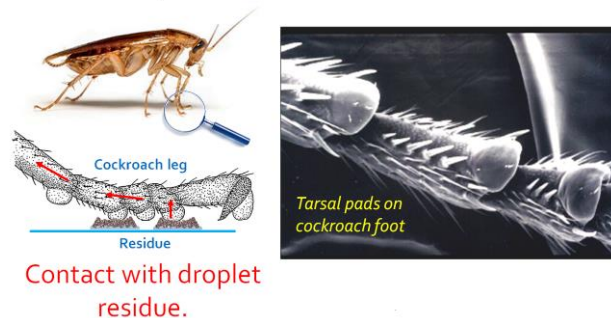 Cockroach leg
Residue
Contact with droplet
residue.
Tarsal pads on
cockroach foot